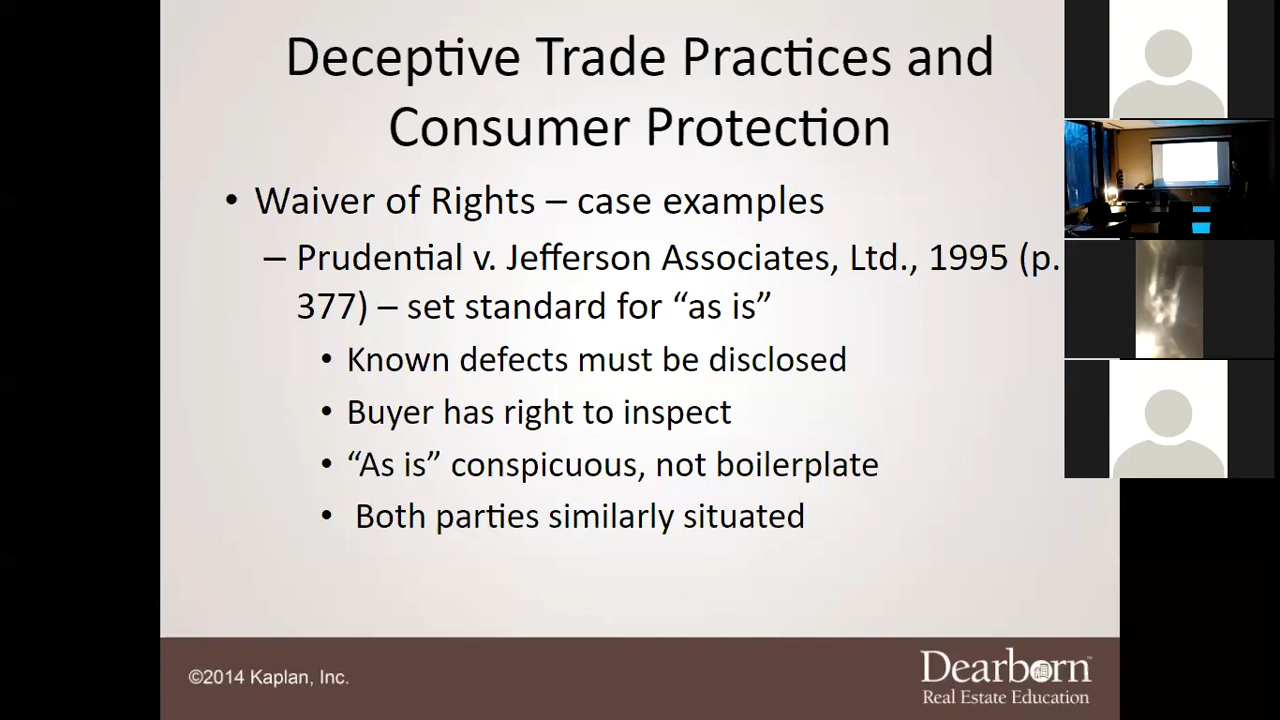 Deceptive Trade Practices and
Consumer Protection
• Waiver of Rights – case examples
– Prudential v. Jefferson Associates, Ltd., 1995 (p.
377) – set standard for “as is”
• Known defects must be disclosed
• Buyer has right to inspect
• “As is” conspicuous, not boilerplate
• Both parties similarly situated
©2014 Kaplan, Inc.
Dearborn™
Real Estate Education